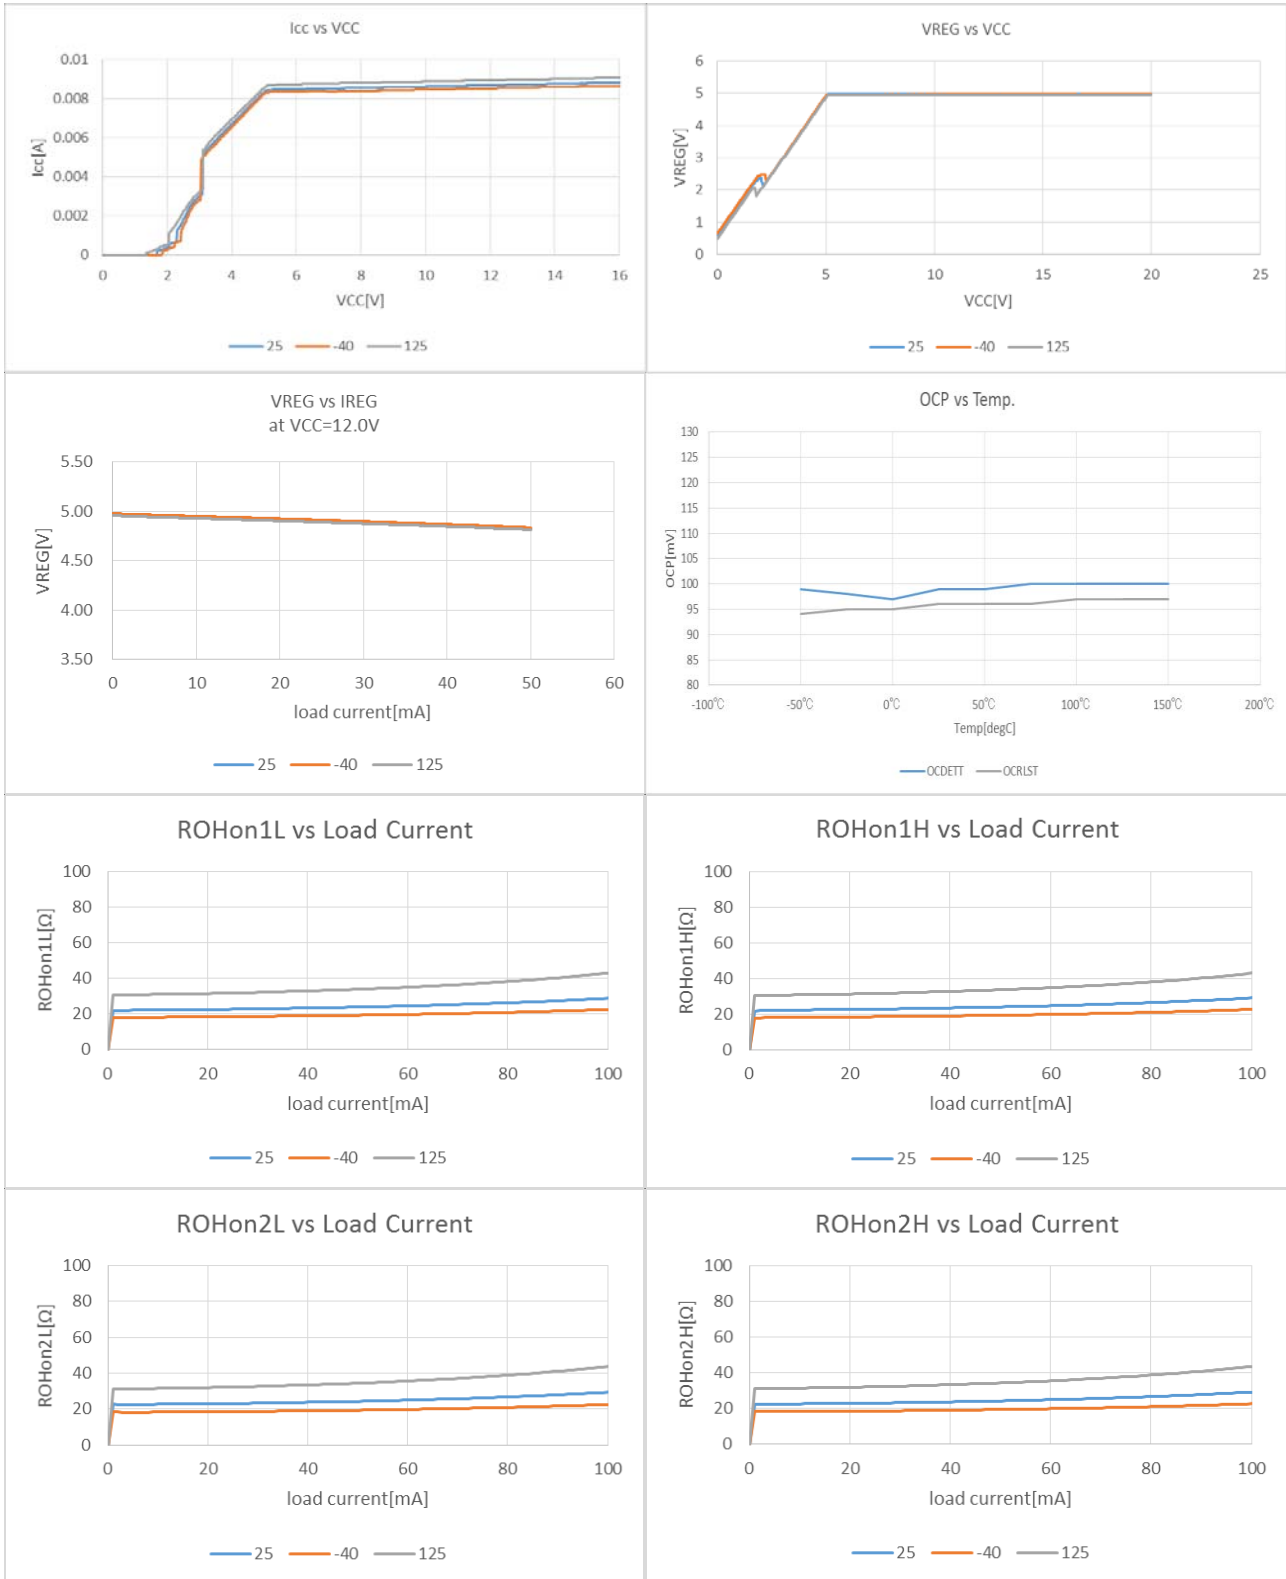 Icc vs VCC
0.01
0.008
0.006
0.004
0.002
0
Icc[A]
0 2 4 6 8 10 12 14 16
VCC[V]
25 -40 125
VREG vs VCC
6
5
4
3
2
1
0
VREG[V]
0 5 10 15 20 25
VCC[V]
25 -40 125
VREG vs IREG
at VCC=12.0V
5.50
5.00
4.50
4.00
3.50
VREG[V]
0 10 20 30 40 50 60
load current[mA]
25 -40 125
OCP vs Temp.
130
125
120
115
110
105
100
95
90
85
80
OCP[mV]
-100℃ -50℃ 0℃ 50℃ 100℃ 150℃ 200℃
Temp[degC]
OCDETT OCRLST
ROHon1L vs Load Current
100
80
60
40
20
0
ROHon1L[Ω]
0 20 40 60 80 100
load current[mA]
25 -40 125
ROHon1H vs Load Current
100
80
60
40
20
0
ROHon1H[Ω]
0 20 40 60 80 100
load current[mA]
25 -40 125
ROHon2L vs Load Current
100
80
60
40
20
0
ROHon2L[Ω]
0 20 40 60 80 100
load current[mA]
25 -40 125
ROHon2H vs Load Current
100
80
60
40
20
0
ROHon2H[Ω]
0 20 40 60 80 100
load current[mA]
25 -40 125